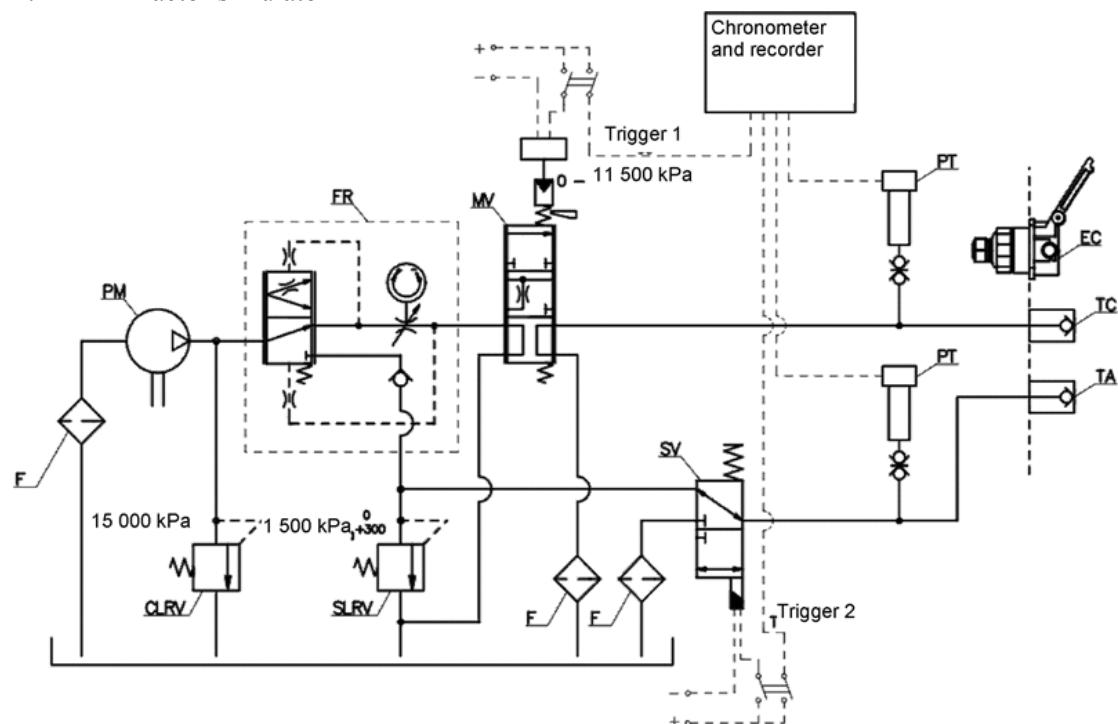 Chronometer
and recorder
+
–
Trigger 1
0 – 11 500 kPa
PT
FR
MV
EC
PM
TC
PT
TA
SV
F
15 000 kPa
1 500 kPa, 0 +300
CLRV
SLRV
F
F
Trigger 2
–
+